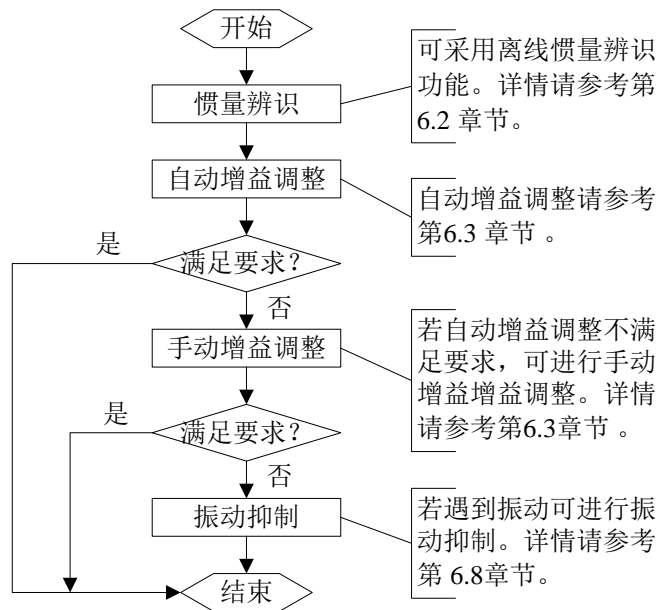 开始
惯量辨识
可采用离线惯量辨识
功能。详情请参考第
6.2 章节。
自动增益调整
自动增益调整请参考
第6.3 章节 。
是
满足要求？
否
手动增益调整
若自动增益调整不满
足要求，可进行手动
增益增益调整。详情
请参考第6.3章节 。
是
满足要求？
否
振动抑制
若遇到振动可进行振
动抑制。详情请参考
第 6.8章节。
结束